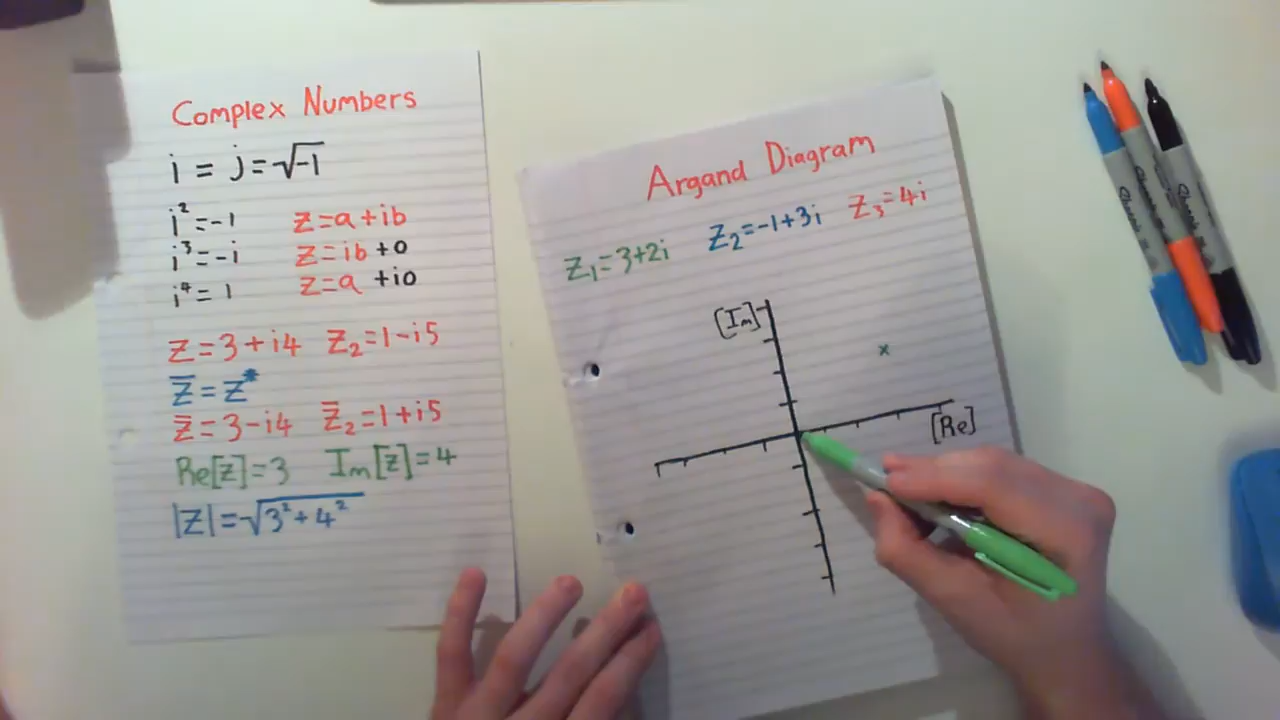 Complex Numbers
i = j = √-1
i² = -1 z = a + ib
i³ = -i z = ib + 0
i⁴ = 1 z = a + i0
z = 3 + i4 z₂ = 1 - i5
z̅ = z*
z̅ = 3 - i4 z̅₂ = 1 + i5
Re[z] = 3 Im[z] = 4
|z| = √3² + 4²
Argand Diagram
z₁ = 3 + 2i z₂ = -1 + 3i z₃ = 4i
[Im]
[Re]